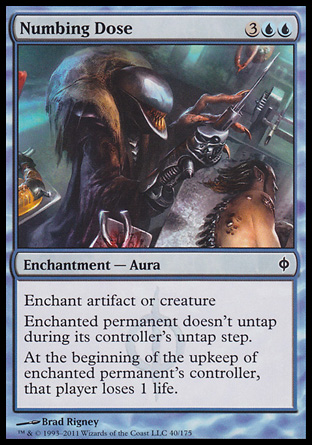 Numbing Dose 3
Enchantment — Aura
Enchant artifact or creature
Enchanted permanent doesn't untap
during its controller's untap step.
At the beginning of the upkeep of
enchanted permanent's controller,
that player loses 1 life.
Brad Rigney
™ & © 1993–2011 Wizards of the Coast LLC 40/175